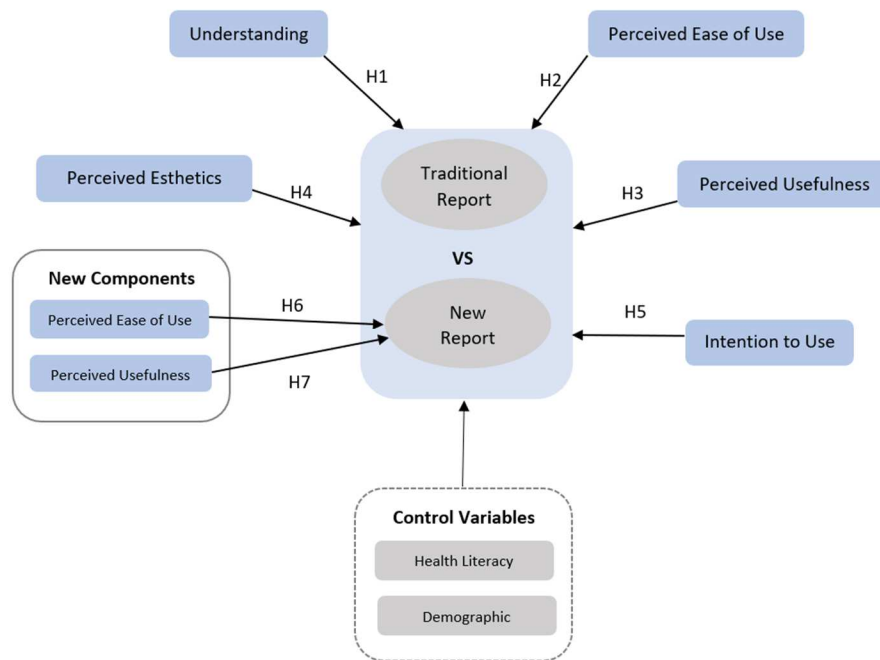 Understanding
Perceived Ease of Use
H1
H2
Perceived Esthetics
H4
Traditional
Report
H3
Perceived Usefulness
VS
New Components
Perceived Ease of Use
H6
Perceived Usefulness
H7
New
Report
H5
Intention to Use
Control Variables
Health Literacy
Demographic